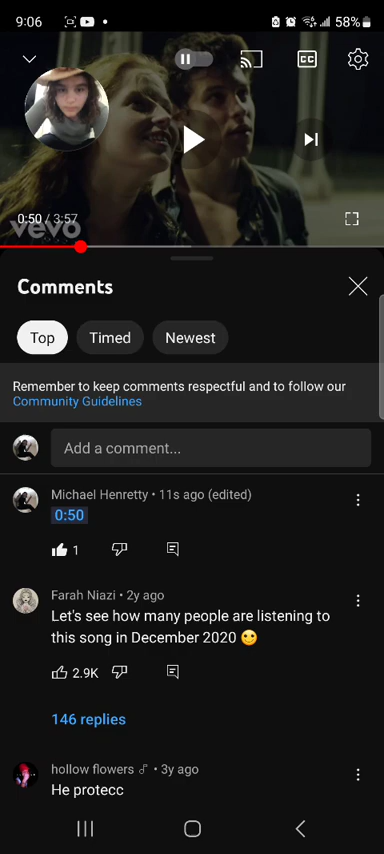 9:06
58%
CC
0:50 / 3:57
vevo
Comments
Top
Timed
Newest
Remember to keep comments respectful and to follow our
Community Guidelines
Add a comment...
Michael Henretty • 11s ago (edited)
0:50
1
Farah Niazi • 2y ago
Let's see how many people are listening to
this song in December 2020 🙂
2.9K
146 replies
hollow flowers ☌ • 3y ago
He protecc